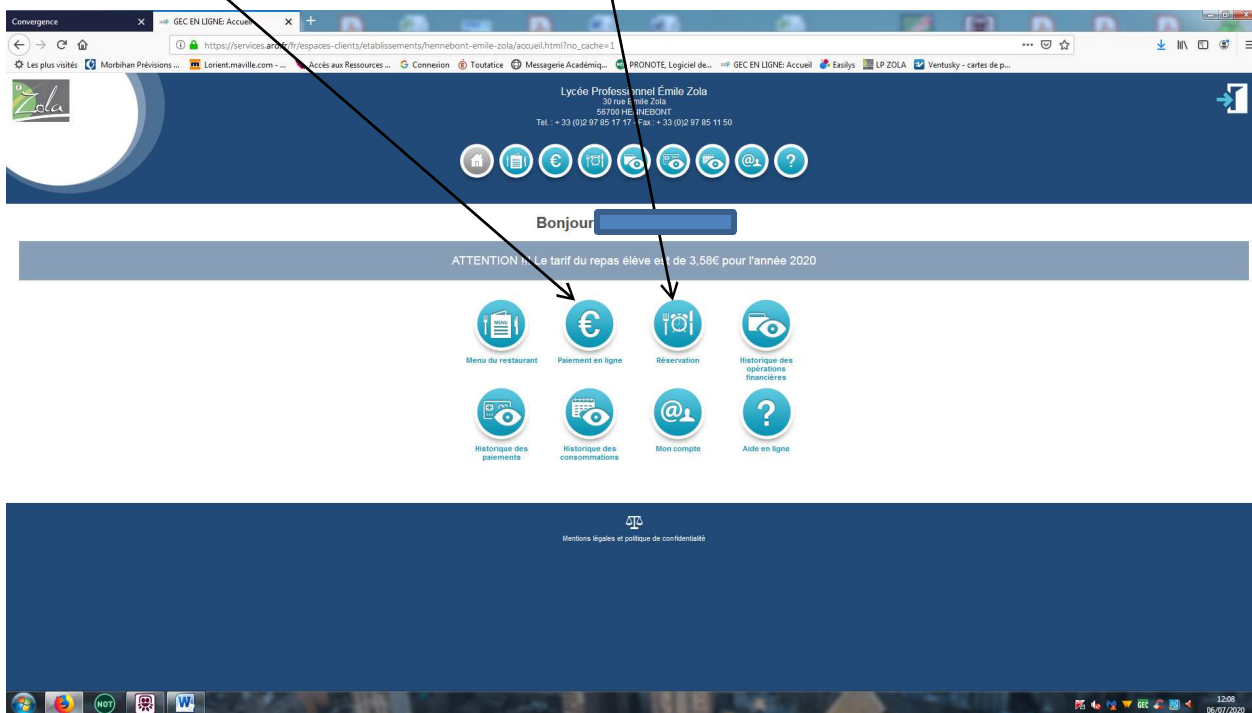 Convergence
GEC EN LIGNE: Accueil
https://services.ard.fr/fr/espaces-clients/etablissements/hennebont-emile-zola/accueil.html?no_cache=1
Les plus visités Morbihan Prévisions ... Lorient.maville.com - ... Accès aux Ressources ... Connexion Toutatice Messagerie Académiq... PRONOTE, Logiciel de... GEC EN LIGNE: Accueil Easilys LP ZOLA Ventusky - cartes de p...
Zola
Lycée Professionnel Émile Zola
30 rue Emile Zola
56700 HENNEBONT
Tel. : + 33 (0)2 97 85 17 17 - Fax : + 33 (0)2 97 85 11 50
Bonjour
ATTENTION !!! Le tarif du repas élève est de 3,58€ pour l'année 2020
MENU
Menu du restaurant
Paiement en ligne
Réservation
Historique des
opérations
financières
Historique des
paiements
Historique des
consommations
Mon compte
Aide en ligne
Mentions légales et politique de confidentialité
NOT
GEC
12:08
06/07/2020